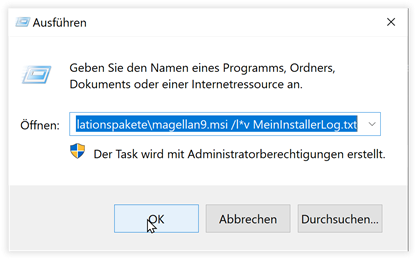 Ausführen
Geben Sie den Namen eines Programms, Ordners,
Dokuments oder einer Internetressource an.
Öffnen:
lationspakete\magellan9.msi /l*v MeinInstallerLog.txt
Der Task wird mit Administratorberechtigungen erstellt.
OK
Abbrechen
Durchsuchen...